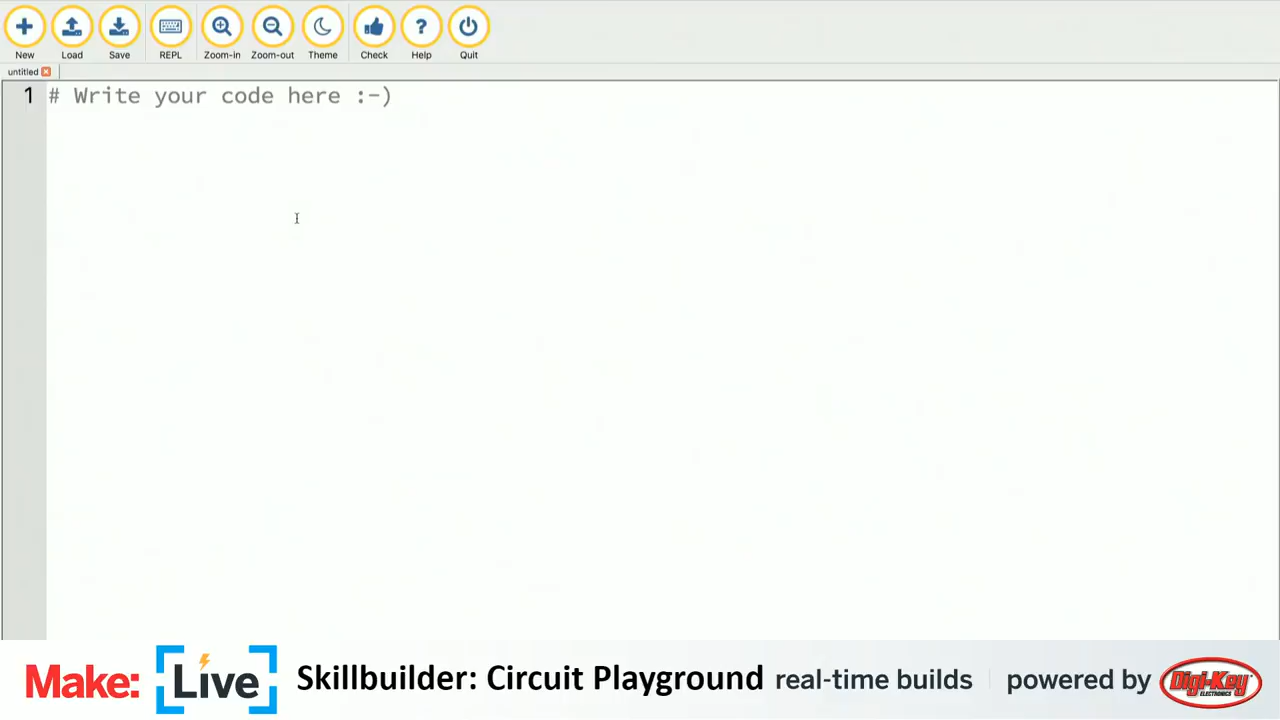 New Load Save REPL Zoom-in Zoom-out Theme Check Help Quit
untitled
1 # Write your code here :-)
Make: Live Skillbuilder: Circuit Playground real-time builds powered by Digi-Key
ELECTRONICS